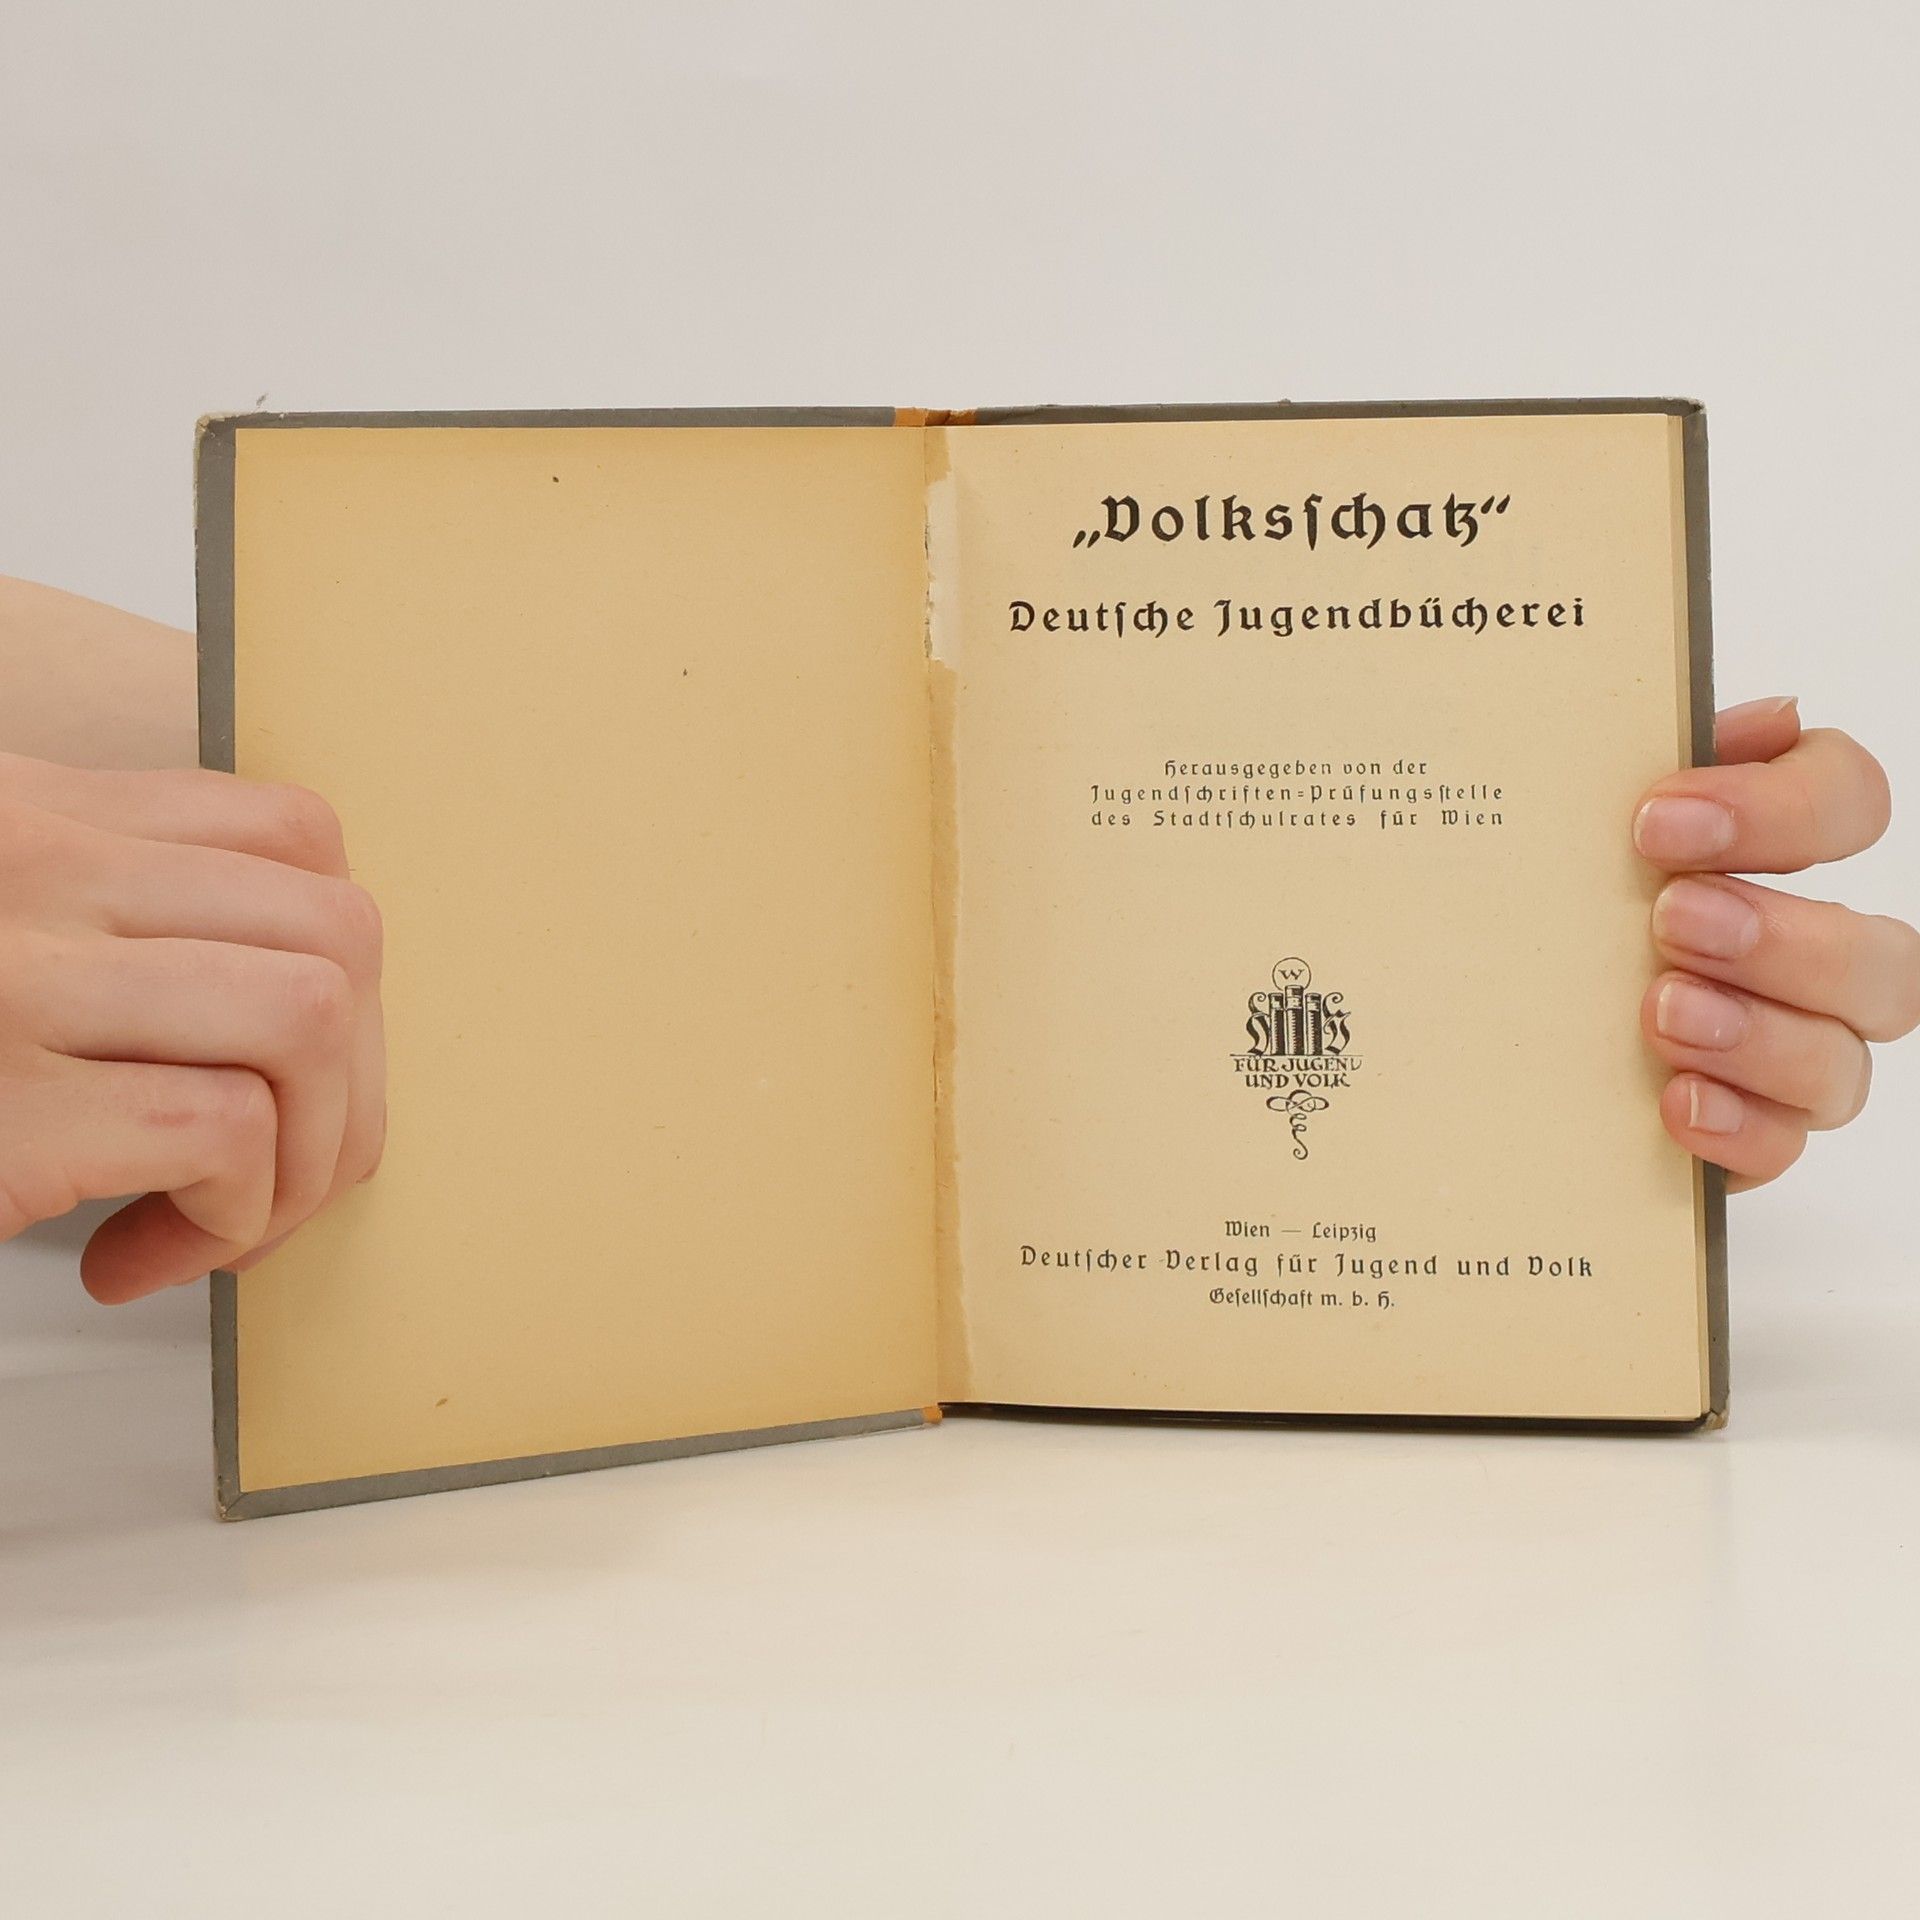 „Volksſchatz“
Deutſche Jugendbücherei
Herausgegeben von der
Jugendſchriften=Prüfungsſtelle
des Stadtſchulrates für Wien
W
FÜR JUGEND
UND VOLK
Wien — Leipzig
Deutſcher Verlag für Jugend und Volk
Geſellſchaft m. b. H.